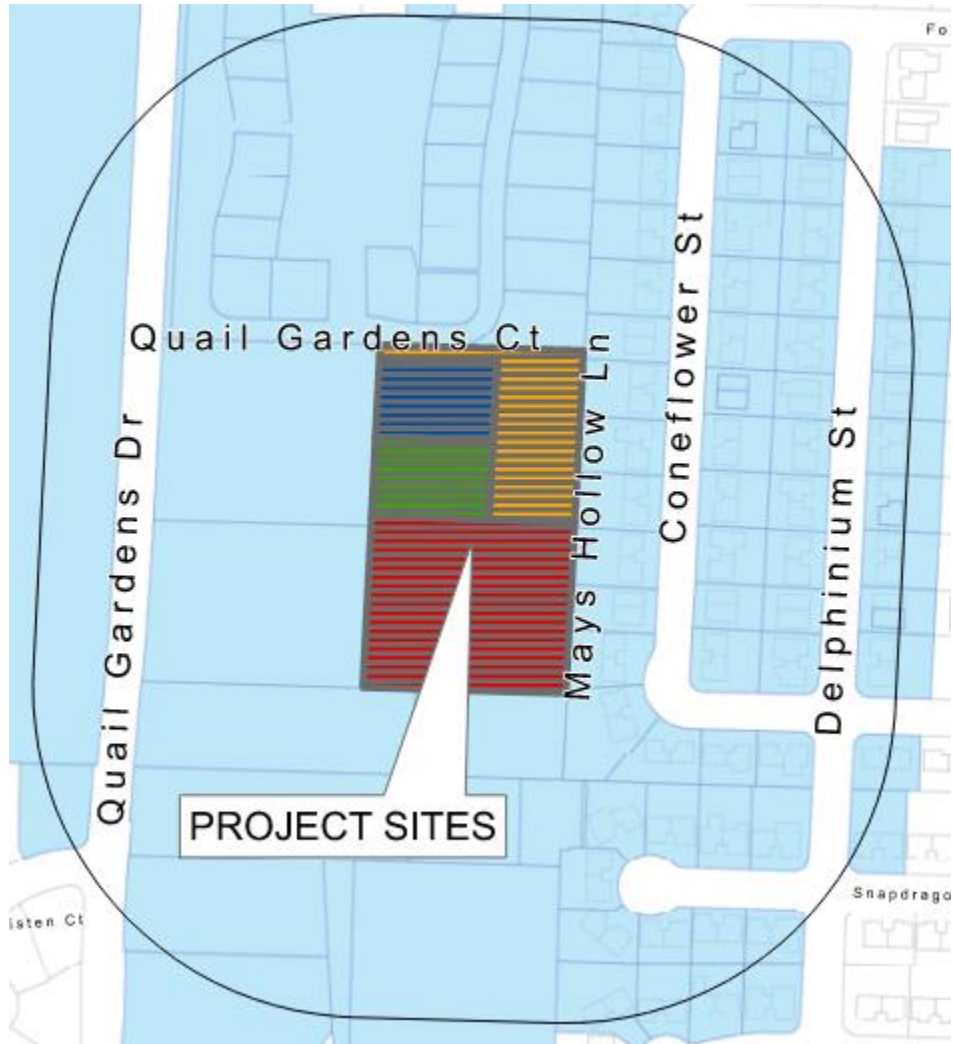 Fo
Quail Gardens Ct
Mays Hollow Ln
Coneflower St
Delphinium St
Quail Gardens Dr
PROJECT SITES
isten Ct
Snapdrago